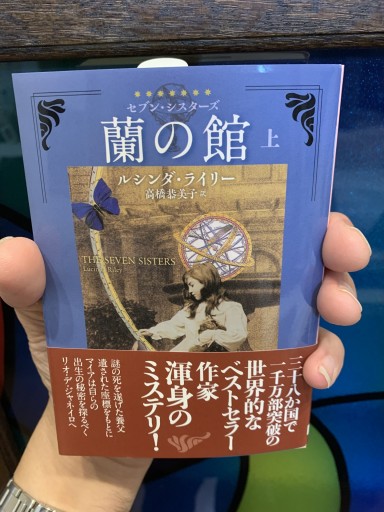 セブン・シスターズ
蘭の館 上
ルシンダ・ライリー
高橋恭美子 訳
THE SEVEN SISTERS
Lucinda Riley
三十八か国で
一千万部突破の
世界的な
ベストセラー
作家
渾身の
ミステリ!
謎の死を遂げた養父
遺された座標をもとに
マイアは自らの
出生の秘密を探るべく
リオ・デ・ジャネイロへ